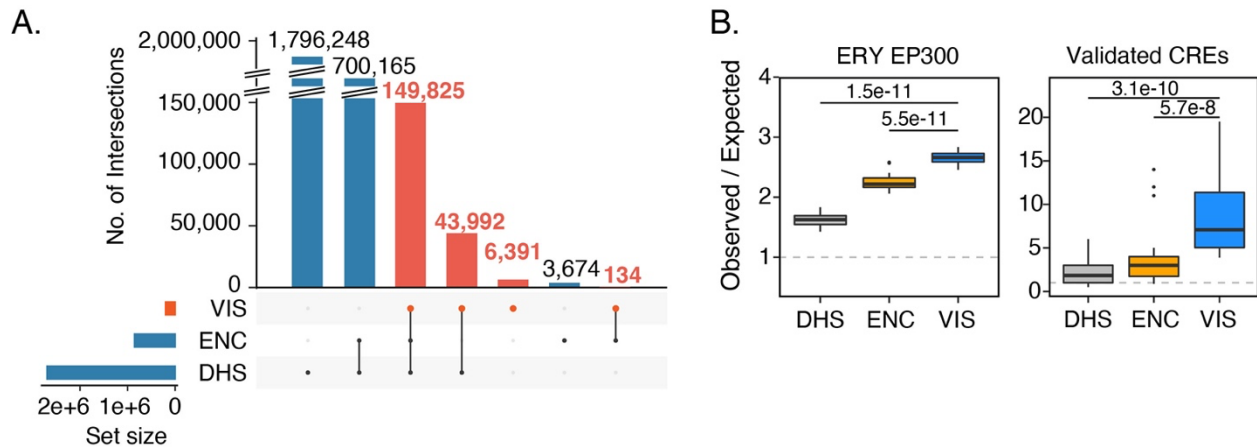 A.
No. of Intersections
2,000,000
150,000
100,000
50,000
0
1,796,248
700,165
149,825
43,992
6,391
3,674
134
VIS
ENC
DHS
2e+6 1e+6 0
Set size
B.
Observed / Expected
ERY EP300
4
3
2
1
1.5e-11
5.5e-11
DHS ENC VIS
Validated CREs
20
15
10
5
0
3.1e-10
5.7e-8
DHS ENC VIS